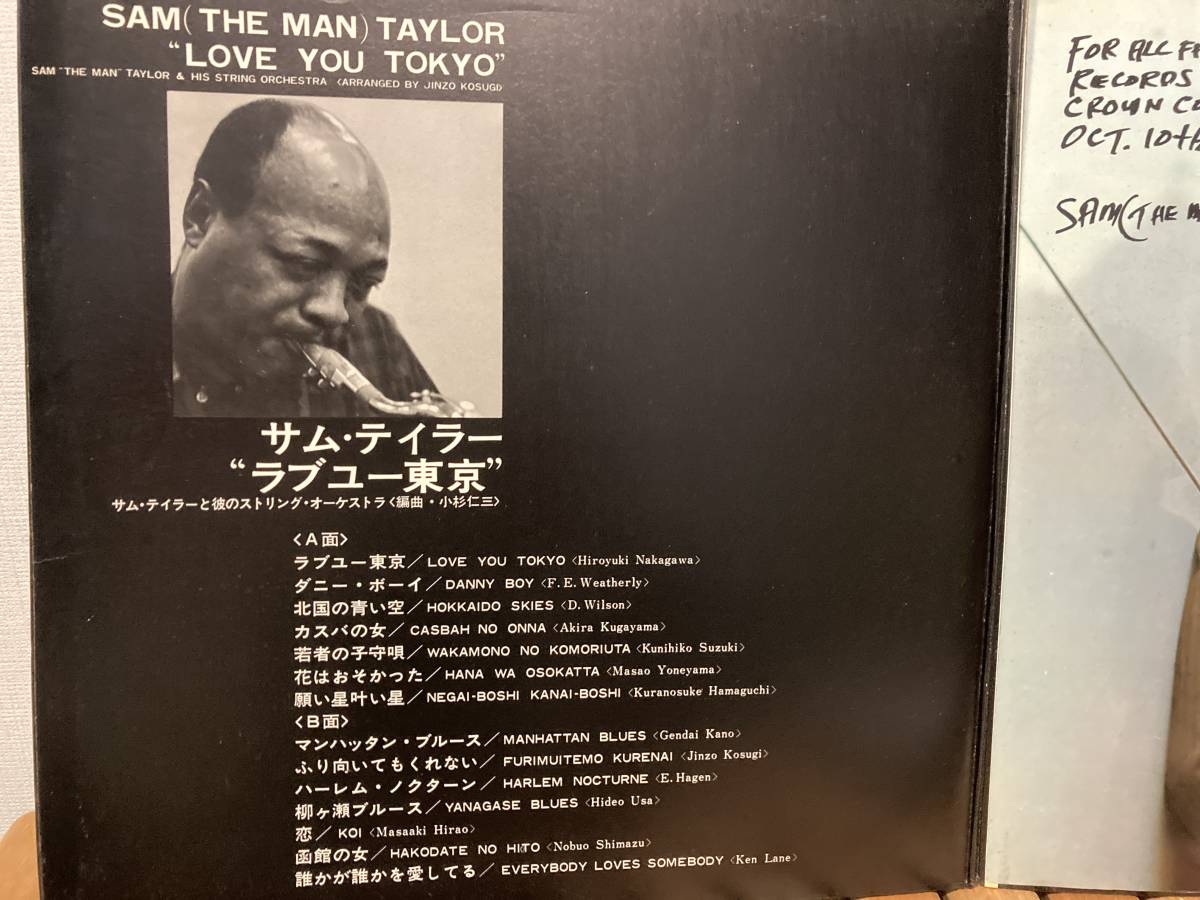 SAM (THE MAN) TAYLOR
“LOVE YOU TOKYO”
SAM "THE MAN" TAYLOR & HIS STRING ORCHESTRA 〈ARRANGED BY JINZO KOSUGI〉
サム・テイラー
“ラブユー東京”
サム・テイラーと彼のストリング・オーケストラ〈編曲・小杉仁三〉
〈A面〉
ラブユー東京／LOVE YOU TOKYO〈Hiroyuki Nakagawa〉
ダニー・ボーイ／DANNY BOY〈F. E. Weatherly〉
北国の青い空／HOKKAIDO SKIES〈D. Wilson〉
カスバの女／CASBAH NO ONNA〈Akira Kugayama〉
若者の子守唄／WAKAMONO NO KOMORIUTA〈Kunihiko Suzuki〉
花はおそかった／HANA WA OSOKATTA〈Masao Yoneyama〉
願い星叶い星／NEGAI-BOSHI KANAI-BOSHI〈Kuranosuke Hamaguchi〉
〈B面〉
マンハッタン・ブルース／MANHATTAN BLUES〈Gendai Kano〉
ふり向いてもくれない／FURIMUITEMO KURENAI〈Jinzo Kosugi〉
ハーレム・ノクターン／HARLEM NOCTURNE〈E. Hagen〉
柳ヶ瀬ブルース／YANAGASE BLUES〈Hideo Usa〉
恋／KOI〈Masaaki Hirao〉
函館の女／HAKODATE NO HITO〈Nobuo Shimazu〉
誰かが誰かを愛してる／EVERYBODY LOVES SOMEBODY〈Ken Lane〉
FOR ALL
RECORDS
CROWN
OCT. 10th
SAM (THE